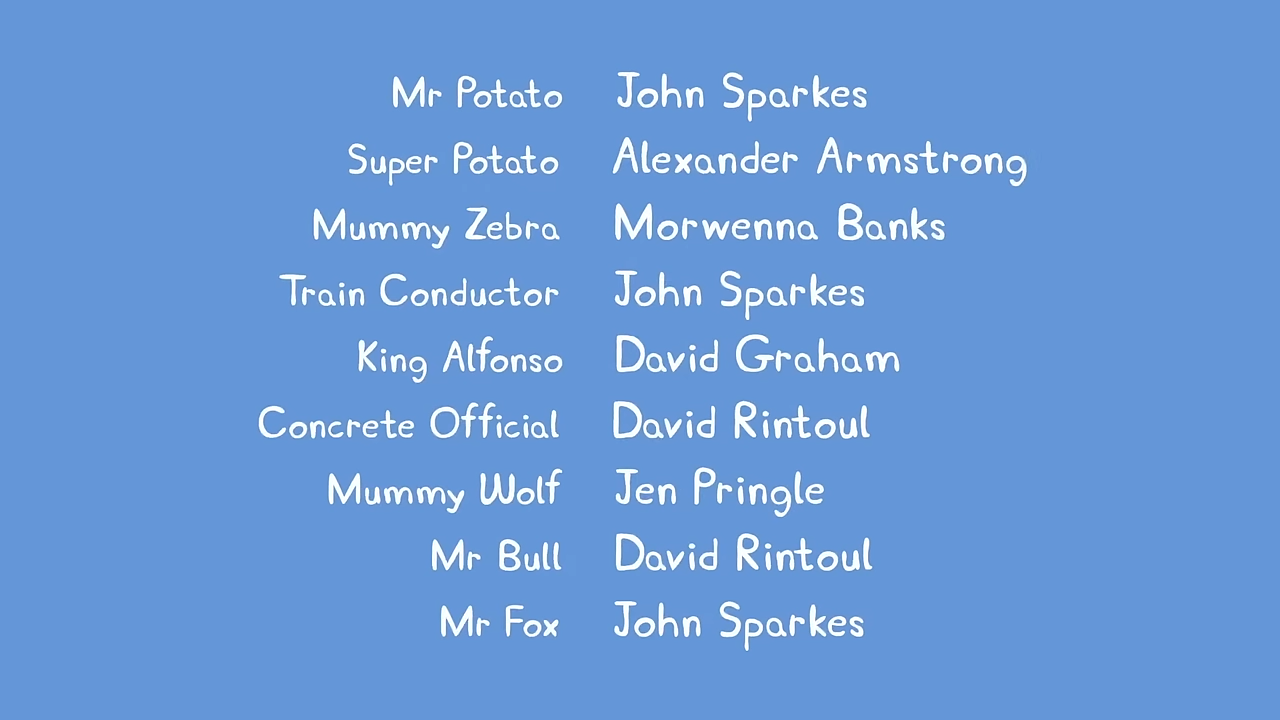 Mr Potato John Sparkes
Super Potato Alexander Armstrong
Mummy Zebra Morwenna Banks
Train Conductor John Sparkes
King Alfonso David Graham
Concrete Official David Rintoul
Mummy Wolf Jen Pringle
Mr Bull David Rintoul
Mr Fox John Sparkes